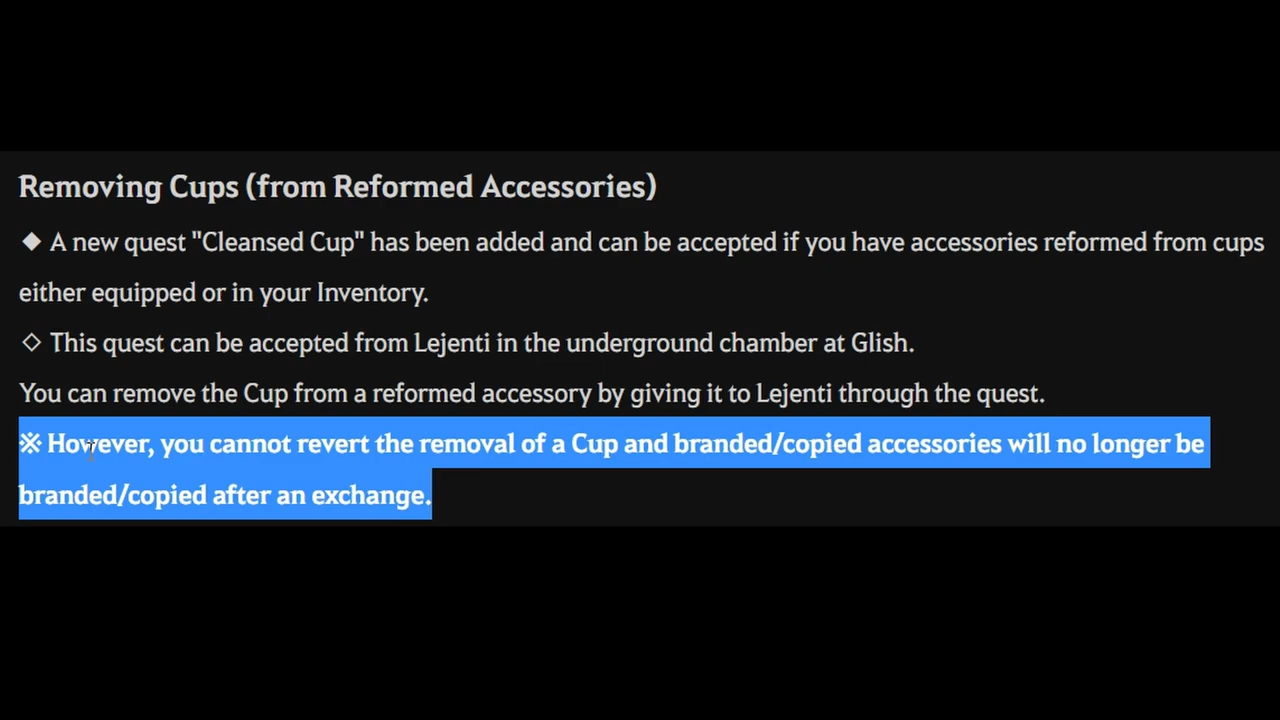 Removing Cups (from Reformed Accessories)
◆ A new quest "Cleansed Cup" has been added and can be accepted if you have accessories reformed from cups
either equipped or in your Inventory.
◇ This quest can be accepted from Lejenti in the underground chamber at Glish.
You can remove the Cup from a reformed accessory by giving it to Lejenti through the quest.
※ However, you cannot revert the removal of a Cup and branded/copied accessories will no longer be
branded/copied after an exchange.